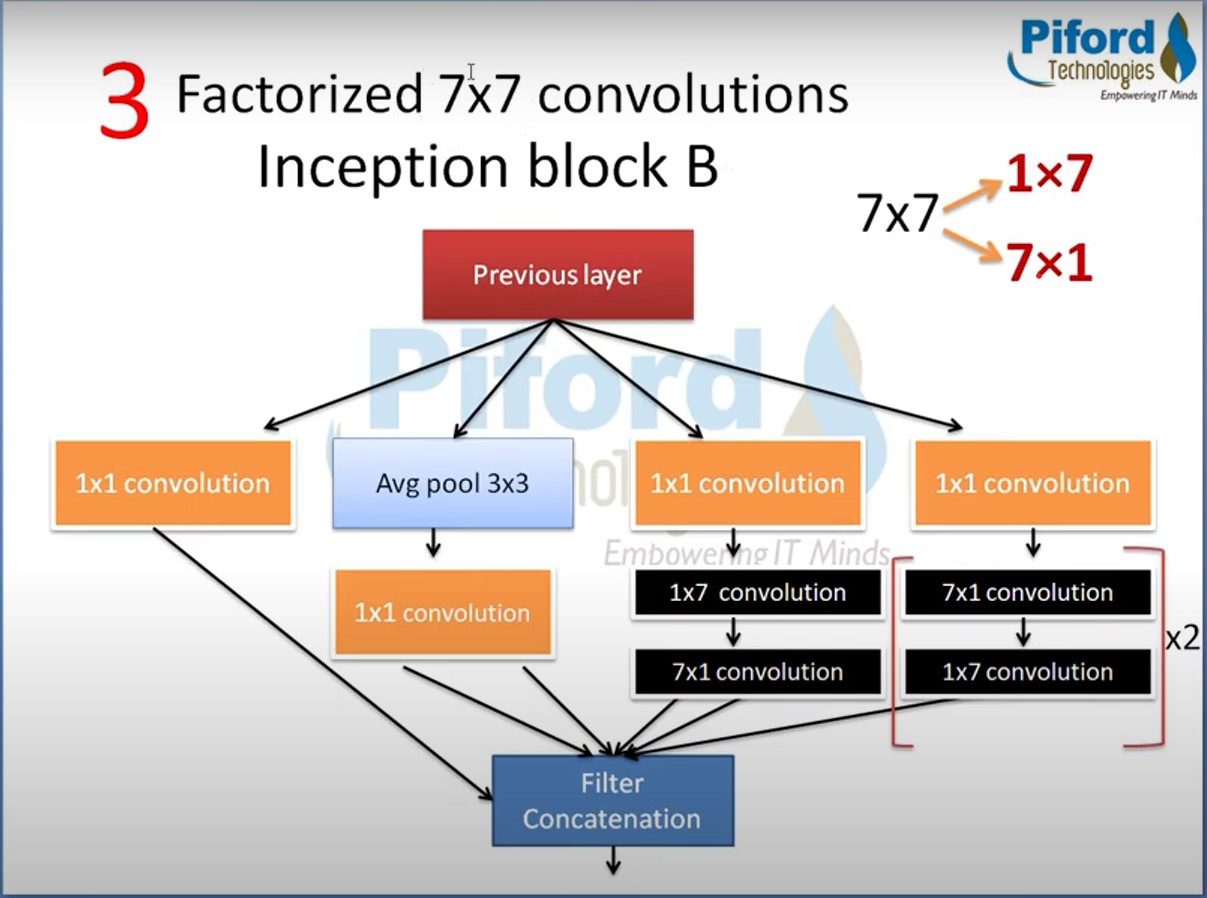 Piford
Technologies
Empowering IT Minds
3 Factorized 7x7 convolutions
Inception block B
7x7
1×7
7×1
Previous layer
Piford
Empowering IT Minds
1x1 convolution
Avg pool 3x3
1x1 convolution
1x1 convolution
1x1 convolution
1x7 convolution
7x1 convolution
7x1 convolution
1x7 convolution
x2
Filter
Concatenation